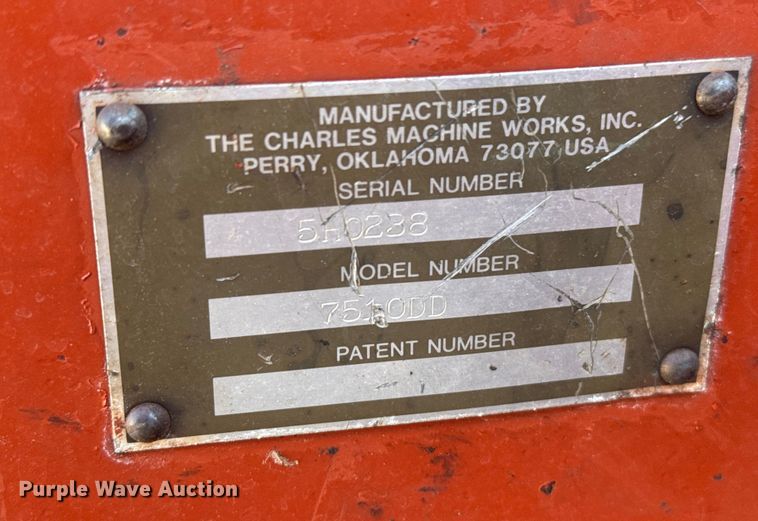 MANUFACTURED BY
THE CHARLES MACHINE WORKS, INC.
PERRY, OKLAHOMA 73077 USA
SERIAL NUMBER
5H0238
MODEL NUMBER
7510DD
PATENT NUMBER
Purple Wave Auction